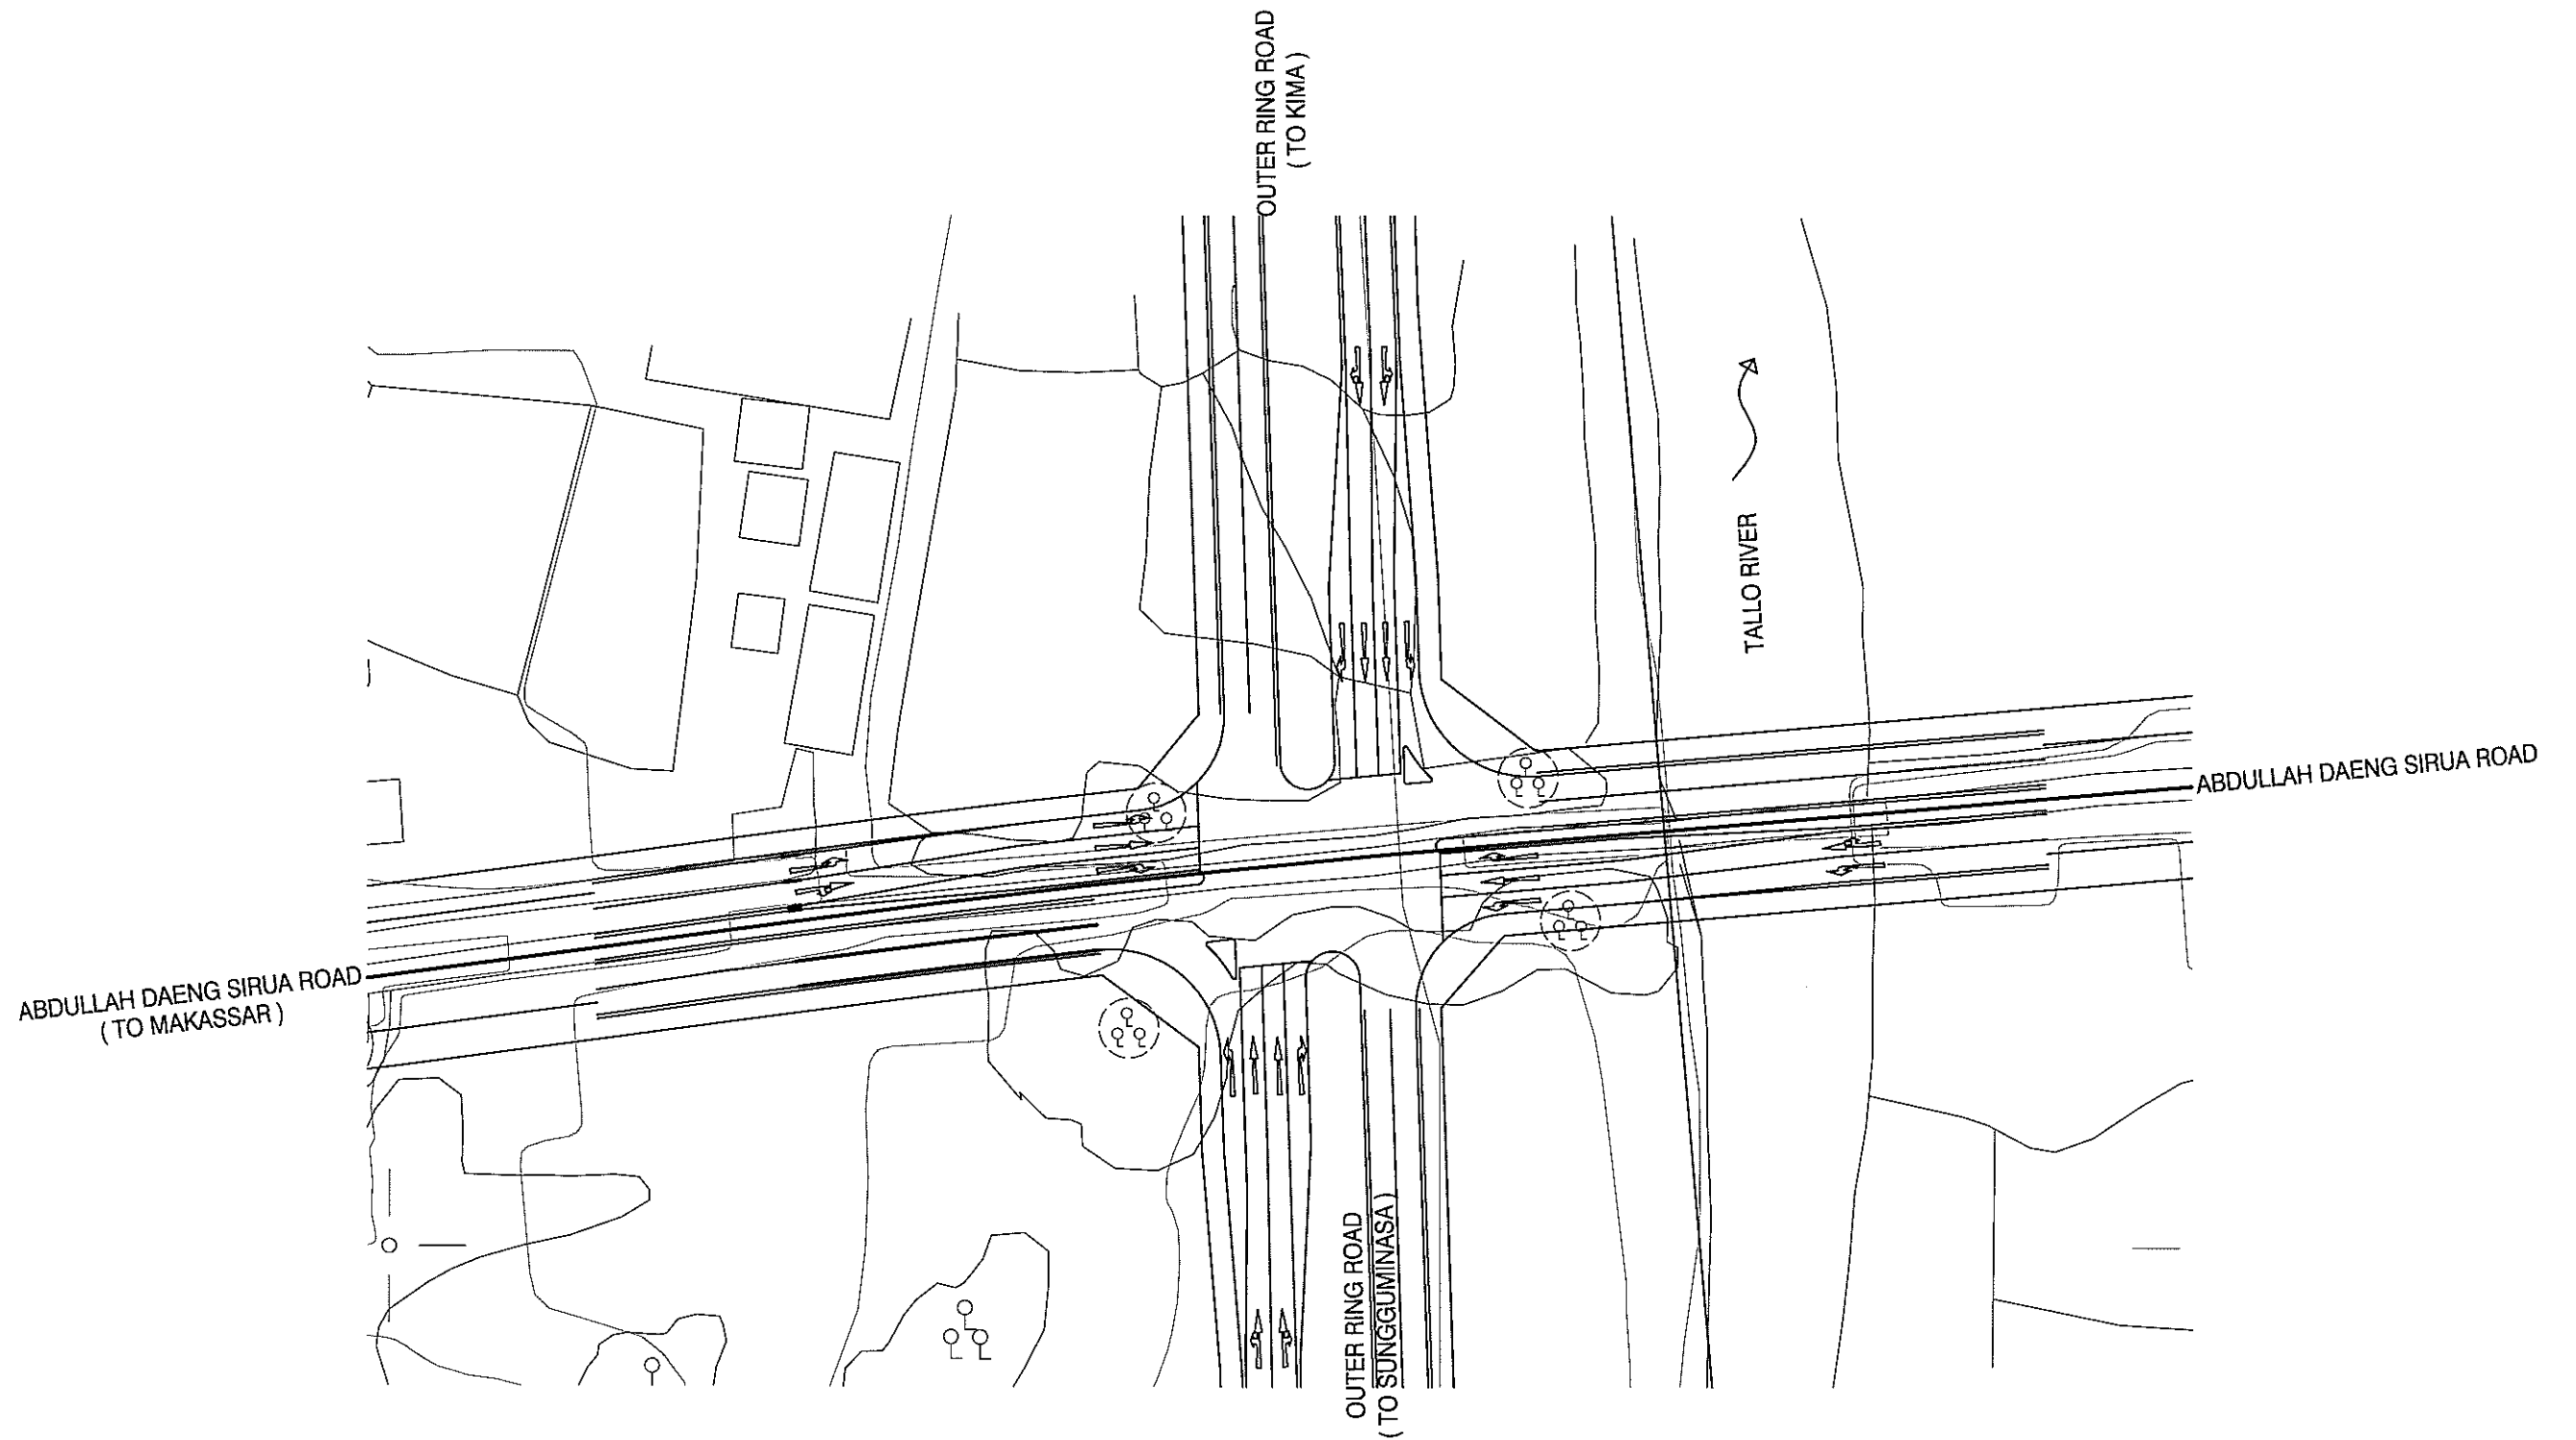 OUTER RING ROAD
( TO KIMA )
TALLO RIVER
ABDULLAH DAENG SIRUA ROAD
ABDULLAH DAENG SIRUA ROAD
( TO MAKASSAR )
OUTER RING ROAD
( TO SUNGGUMINASA )